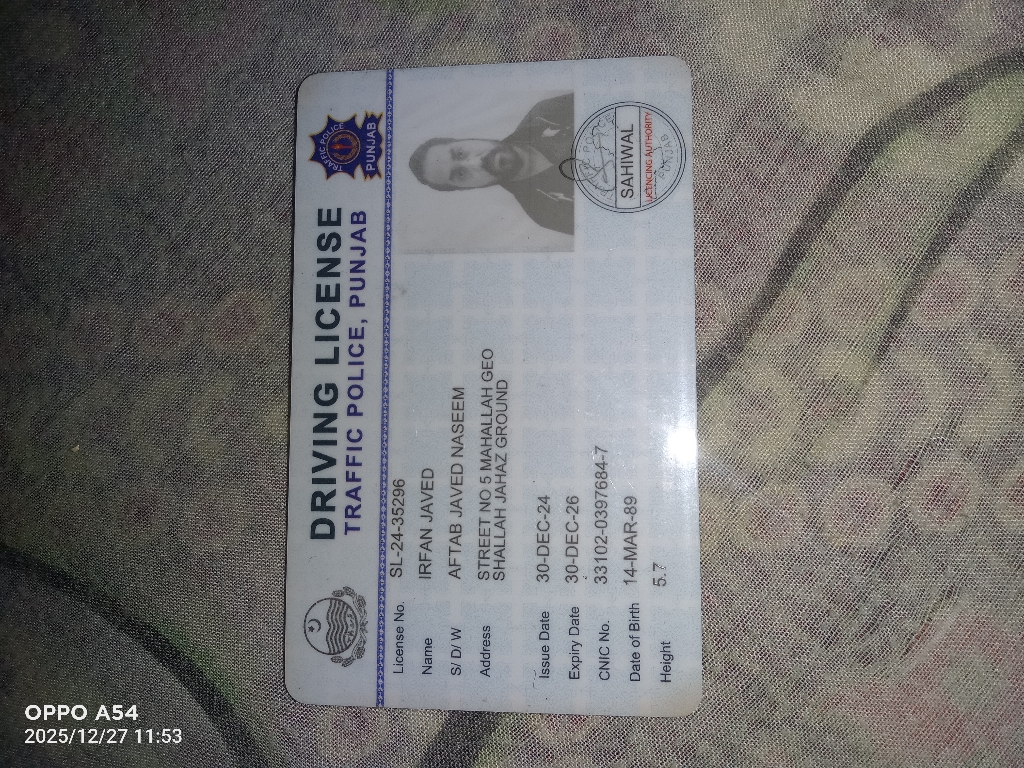 DRIVING LICENSE
TRAFFIC POLICE, PUNJAB
TRAFFIC POLICE
PUNJAB
License No. SL-24-35296
Name IRFAN JAVED
S/ D/ W AFTAB JAVED NASEEM
Address STREET NO 5 MAHALLAH GEO
SHALLAH JAHAZ GROUND
Issue Date 30-DEC-24
Expiry Date 30-DEC-26
CNIC No. 33102-0397684-7
Date of Birth 14-MAR-89
Height 5.7
SAHIWAL
LICENCING AUTHORITY
PUNJAB
OPPO A54
2025/12/27 11:53